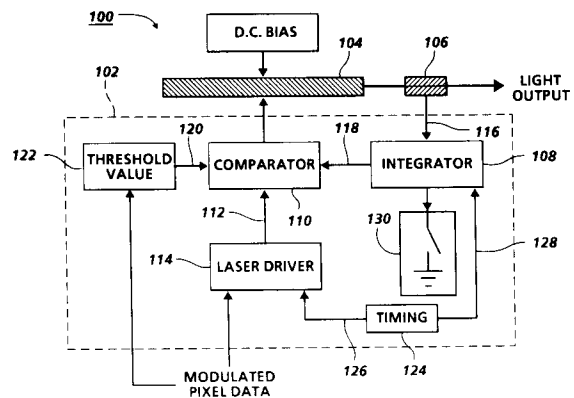 100
D.C. BIAS
104
106
LIGHT
OUTPUT
102
116
122
THRESHOLD
VALUE
120
COMPARATOR
118
INTEGRATOR
108
112
110
130
128
114
LASER DRIVER
TIMING
126
124
MODULATED
PIXEL DATA